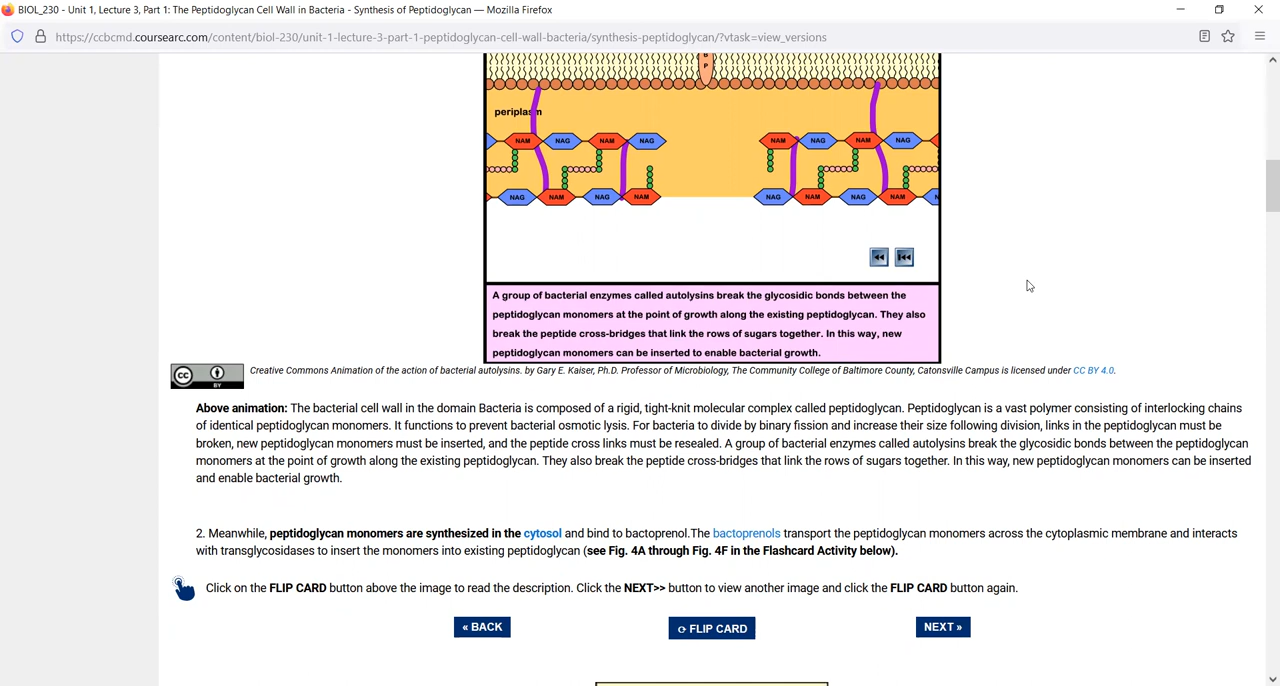 BIOL_230 - Unit 1, Lecture 3, Part 1: The Peptidoglycan Cell Wall in Bacteria - Synthesis of Peptidoglycan — Mozilla Firefox
https://ccbcmd.coursearc.com/content/biol-230/unit-1-lecture-3-part-1-peptidoglycan-cell-wall-bacteria/synthesis-peptidoglycan/?vtask=view_versions
B
P
periplasm
NAM NAG NAM NAG NAM NAG NAM NAG
NAG NAM NAG NAM NAG NAM NAG NAM N
A group of bacterial enzymes called autolysins break the glycosidic bonds between the
peptidoglycan monomers at the point of growth along the existing peptidoglycan. They also
break the peptide cross-bridges that link the rows of sugars together. In this way, new
peptidoglycan monomers can be inserted to enable bacterial growth.
cc BY Creative Commons Animation of the action of bacterial autolysins. by Gary E. Kaiser, Ph.D. Professor of Microbiology, The Community College of Baltimore County, Catonsville Campus is licensed under CC BY 4.0.
Above animation: The bacterial cell wall in the domain Bacteria is composed of a rigid, tight-knit molecular complex called peptidoglycan. Peptidoglycan is a vast polymer consisting of interlocking chains
of identical peptidoglycan monomers. It functions to prevent bacterial osmotic lysis. For bacteria to divide by binary fission and increase their size following division, links in the peptidoglycan must be
broken, new peptidoglycan monomers must be inserted, and the peptide cross links must be resealed. A group of bacterial enzymes called autolysins break the glycosidic bonds between the peptidoglycan
monomers at the point of growth along the existing peptidoglycan. They also break the peptide cross-bridges that link the rows of sugars together. In this way, new peptidoglycan monomers can be inserted
and enable bacterial growth.
2. Meanwhile, peptidoglycan monomers are synthesized in the cytosol and bind to bactoprenol.The bactoprenols transport the peptidoglycan monomers across the cytoplasmic membrane and interacts
with transglycosidases to insert the monomers into existing peptidoglycan (see Fig. 4A through Fig. 4F in the Flashcard Activity below).
Click on the FLIP CARD button above the image to read the description. Click the NEXT>> button to view another image and click the FLIP CARD button again.
« BACK
FLIP CARD
NEXT »